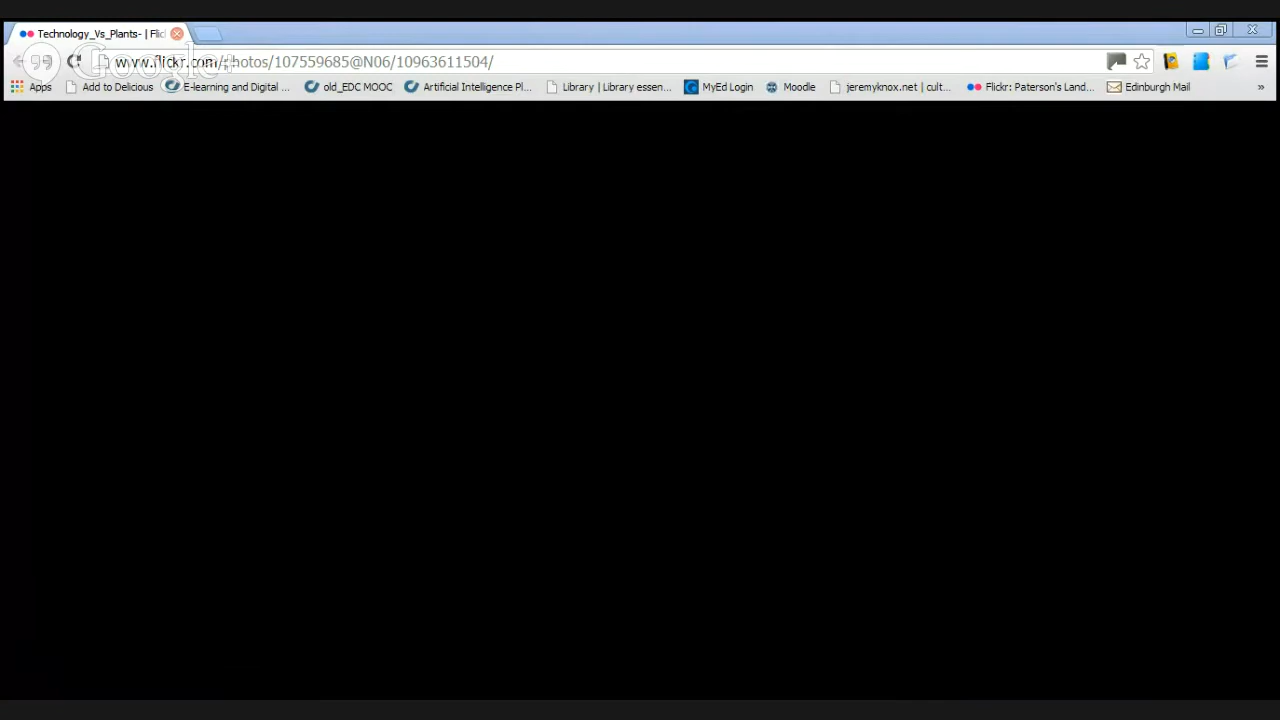 Technology_Vs_Plants- | Flic
Google+
www.flickr.com/photos/107559685@N06/10963611504/
Apps Add to Delicious E-learning and Digital ... old_EDC MOOC Artificial Intelligence Pl... Library | Library essen... MyEd Login Moodle jeremyknox.net | cult... Flickr: Paterson's Land... Edinburgh Mail »